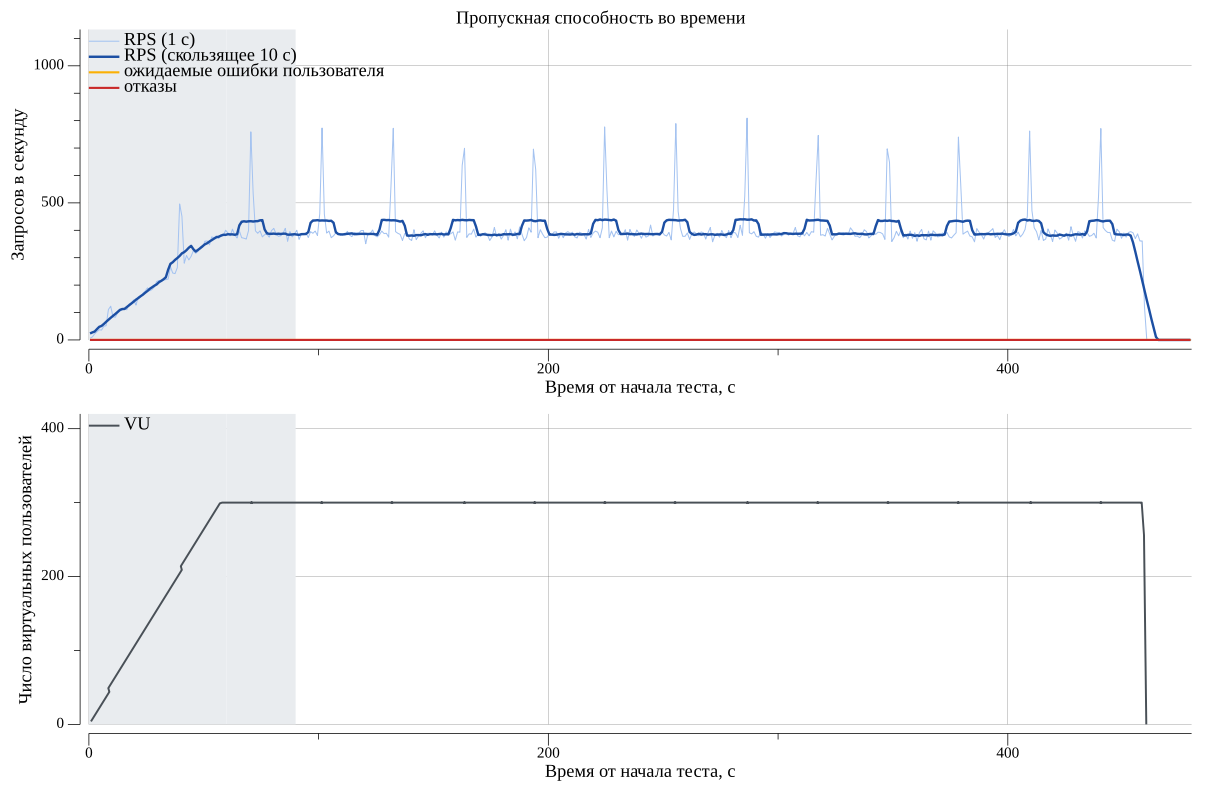 Пропускная способность во времени
RPS (1 с)
RPS (скользящее 10 с)
ожидаемые ошибки пользователя
отказы
1000
500
0
Запросов в секунду
0
200
400
Время от начала теста, с
VU
400
200
0
Число виртуальных пользователей
0
200
400
Время от начала теста, с